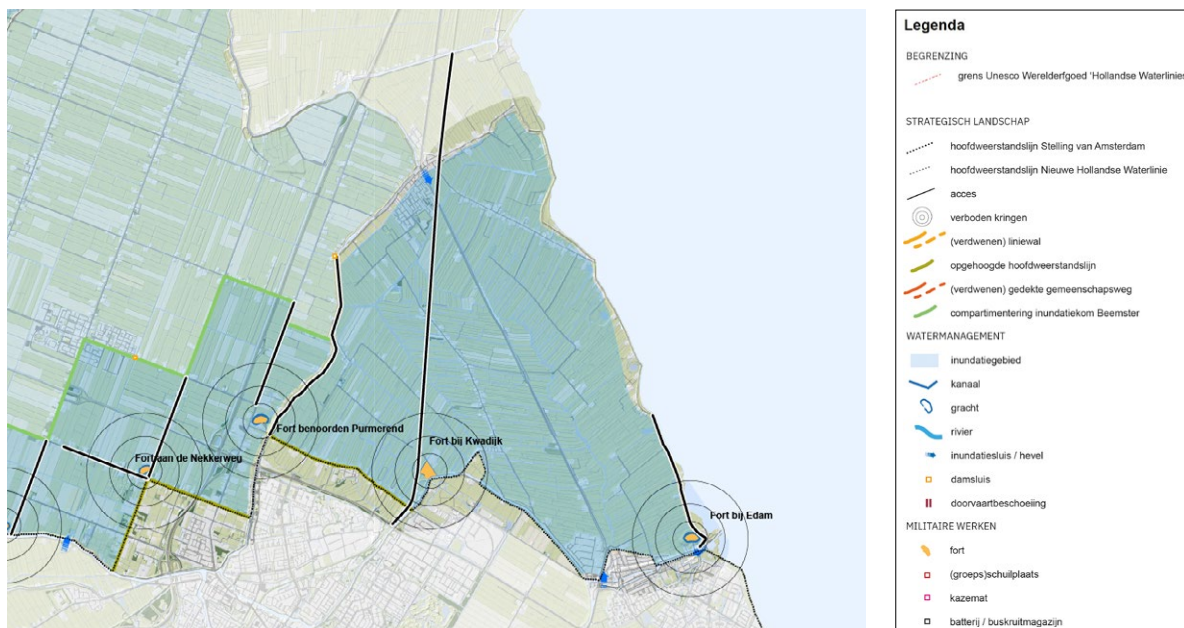 Fort benoorden Purmerend
Fort aan de Nekkerweg
Fort bij Kwadijk
Fort bij Edam
Legenda
BEGRENZING
grens Unesco Werelderfgoed 'Hollandse Waterlinies
STRATEGISCH LANDSCHAP
hoofdweerstandslijn Stelling van Amsterdam
hoofdweerstandslijn Nieuwe Hollandse Waterlinie
acces
verboden kringen
(verdwenen) liniewal
opgehoogde hoofdweerstandslijn
(verdwenen) gedekte gemeenschapsweg
compartimentering inundatiekom Beemster
WATERMANAGEMENT
inundatiegebied
kanaal
gracht
rivier
inundatiesluis / hevel
damsluis
doorvaartbeschoeiing
MILITAIRE WERKEN
fort
(groeps)schuilplaats
kazemat
batterij / buskruitmagazijn